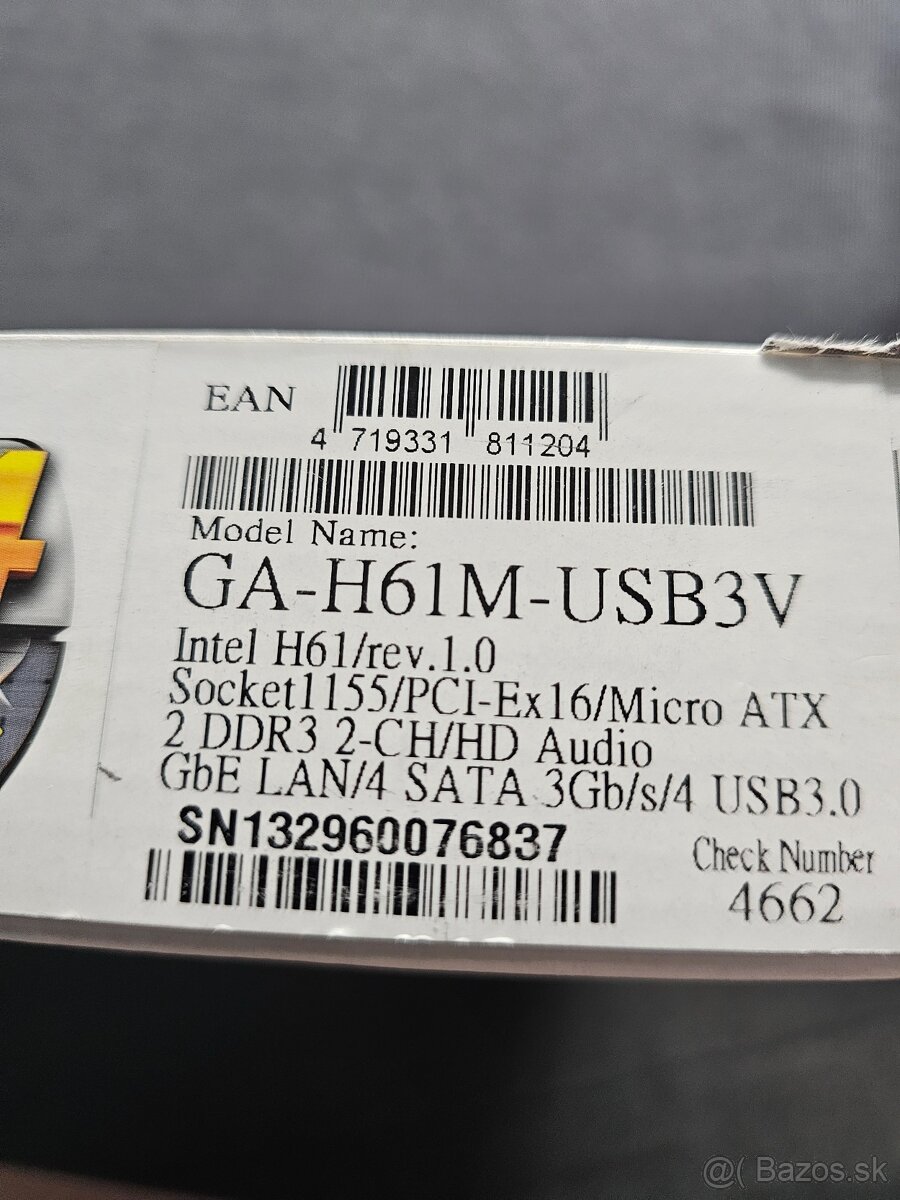 EAN
4 719331 811204
Model Name:
GA-H61M-USB3V
Intel H61/rev.1.0
Socket1155/PCI-Ex16/Micro ATX
2 DDR3 2-CH/HD Audio
GbE LAN/4 SATA 3Gb/s/4 USB3.0
SN132960076837
Check Number
4662
@( Bazos.sk